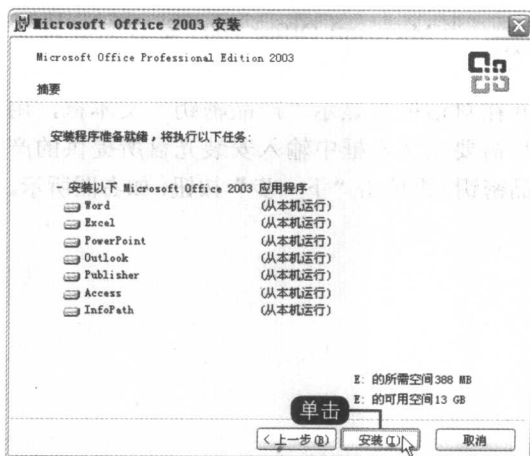 Microsoft Office 2003 安装
Microsoft Office Professional Edition 2003
摘要
安装程序准备就绪，将执行以下任务:
安装以下 Microsoft Office 2003 应用程序
Word (从本机运行)
Excel (从本机运行)
PowerPoint (从本机运行)
Outlook (从本机运行)
Publisher (从本机运行)
Access (从本机运行)
InfoPath (从本机运行)
E: 的所需空间388 MB
E: 的可用空间13 GB
单击
<上一步(B) 安装(I) 取消